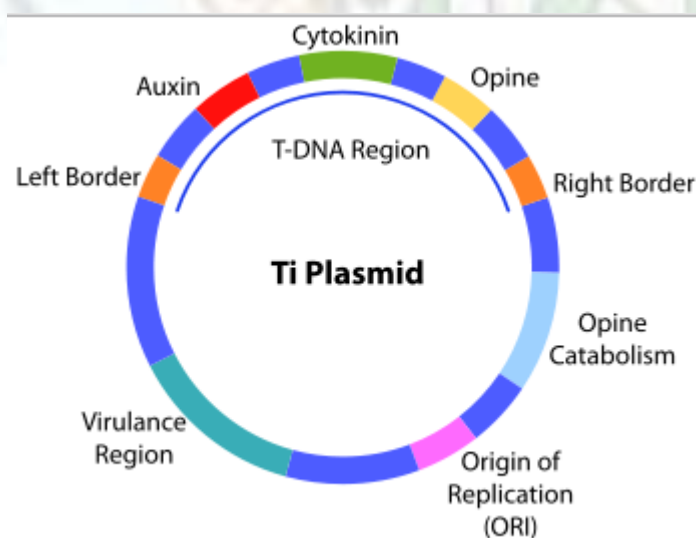 Cytokinin
Auxin
Opine
T-DNA Region
Left Border
Right Border
Ti Plasmid
Opine
Catabolism
Virulance
Region
Origin of
Replication
(ORI)